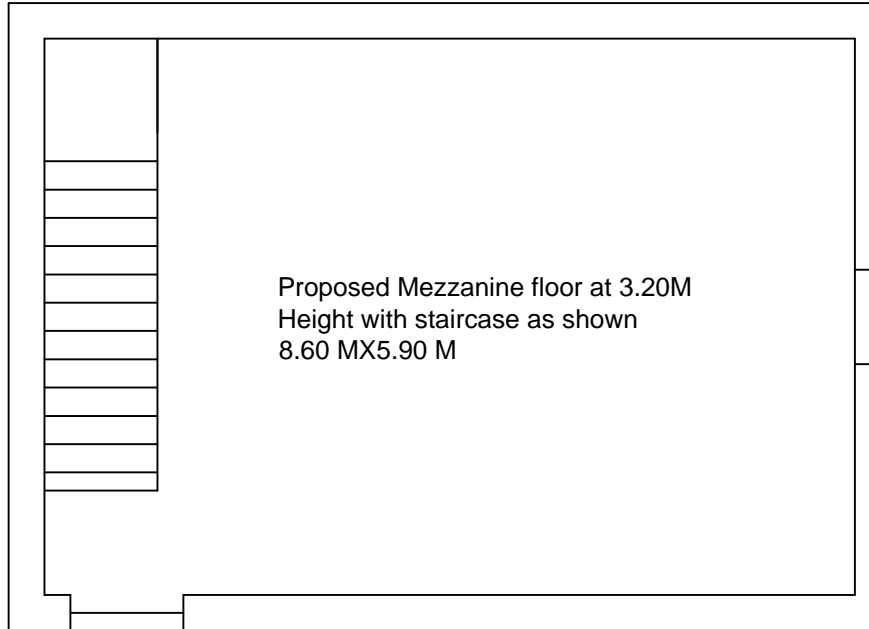 Proposed Mezzanine floor at 3.20M
Height with staircase as shown
8.60 MX5.90 M